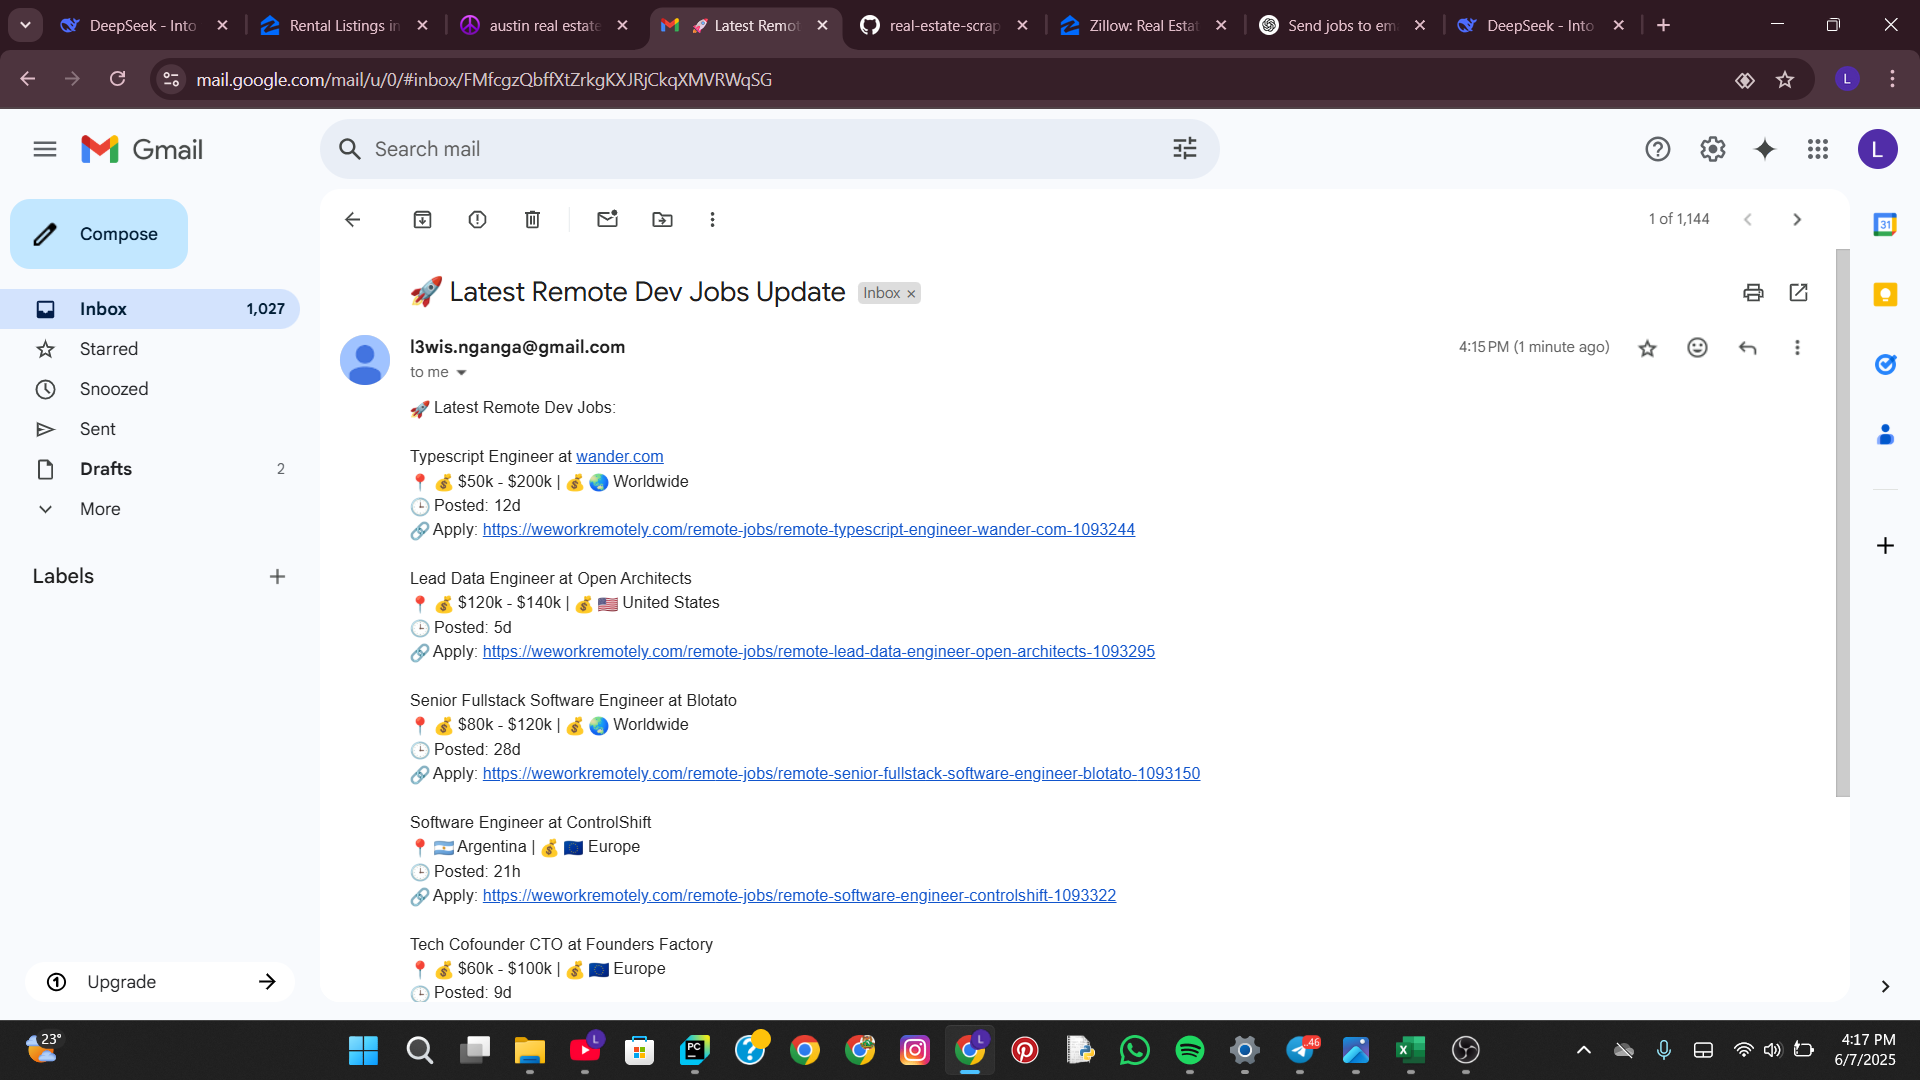 DeepSeek - Into
Rental Listings in
austin real estate
🚀 Latest Remot
real-estate-scrap
Zillow: Real Estat
Send jobs to em
DeepSeek - Into
mail.google.com/mail/u/0/#inbox/FMfcgzQbffXtZrkgKXJRjCkqXMVRWqSG
L
Gmail
Search mail
L
Compose
1 of 1,144
31
Inbox 1,027
Starred
Snoozed
Sent
Drafts 2
More
Labels
Upgrade
🚀 Latest Remote Dev Jobs Update Inbox
l3wis.nganga@gmail.com 4:15 PM (1 minute ago)
to me
🚀 Latest Remote Dev Jobs:
Typescript Engineer at wander.com
📍 💰 $50k - $200k | 💰 🌏 Worldwide
🕒 Posted: 12d
🔗 Apply: https://weworkremotely.com/remote-jobs/remote-typescript-engineer-wander-com-1093244
Lead Data Engineer at Open Architects
📍 💰 $120k - $140k | 💰 🇺🇸 United States
🕒 Posted: 5d
🔗 Apply: https://weworkremotely.com/remote-jobs/remote-lead-data-engineer-open-architects-1093295
Senior Fullstack Software Engineer at Blotato
📍 💰 $80k - $120k | 💰 🌏 Worldwide
🕒 Posted: 28d
🔗 Apply: https://weworkremotely.com/remote-jobs/remote-senior-fullstack-software-engineer-blotato-1093150
Software Engineer at ControlShift
📍 🇦🇷 Argentina | 💰 🇪🇺 Europe
🕒 Posted: 21h
🔗 Apply: https://weworkremotely.com/remote-jobs/remote-software-engineer-controlshift-1093322
Tech Cofounder CTO at Founders Factory
📍 💰 $60k - $100k | 💰 🇪🇺 Europe
🕒 Posted: 9d
23°
L
PC
L
.46
4:17 PM
6/7/2025